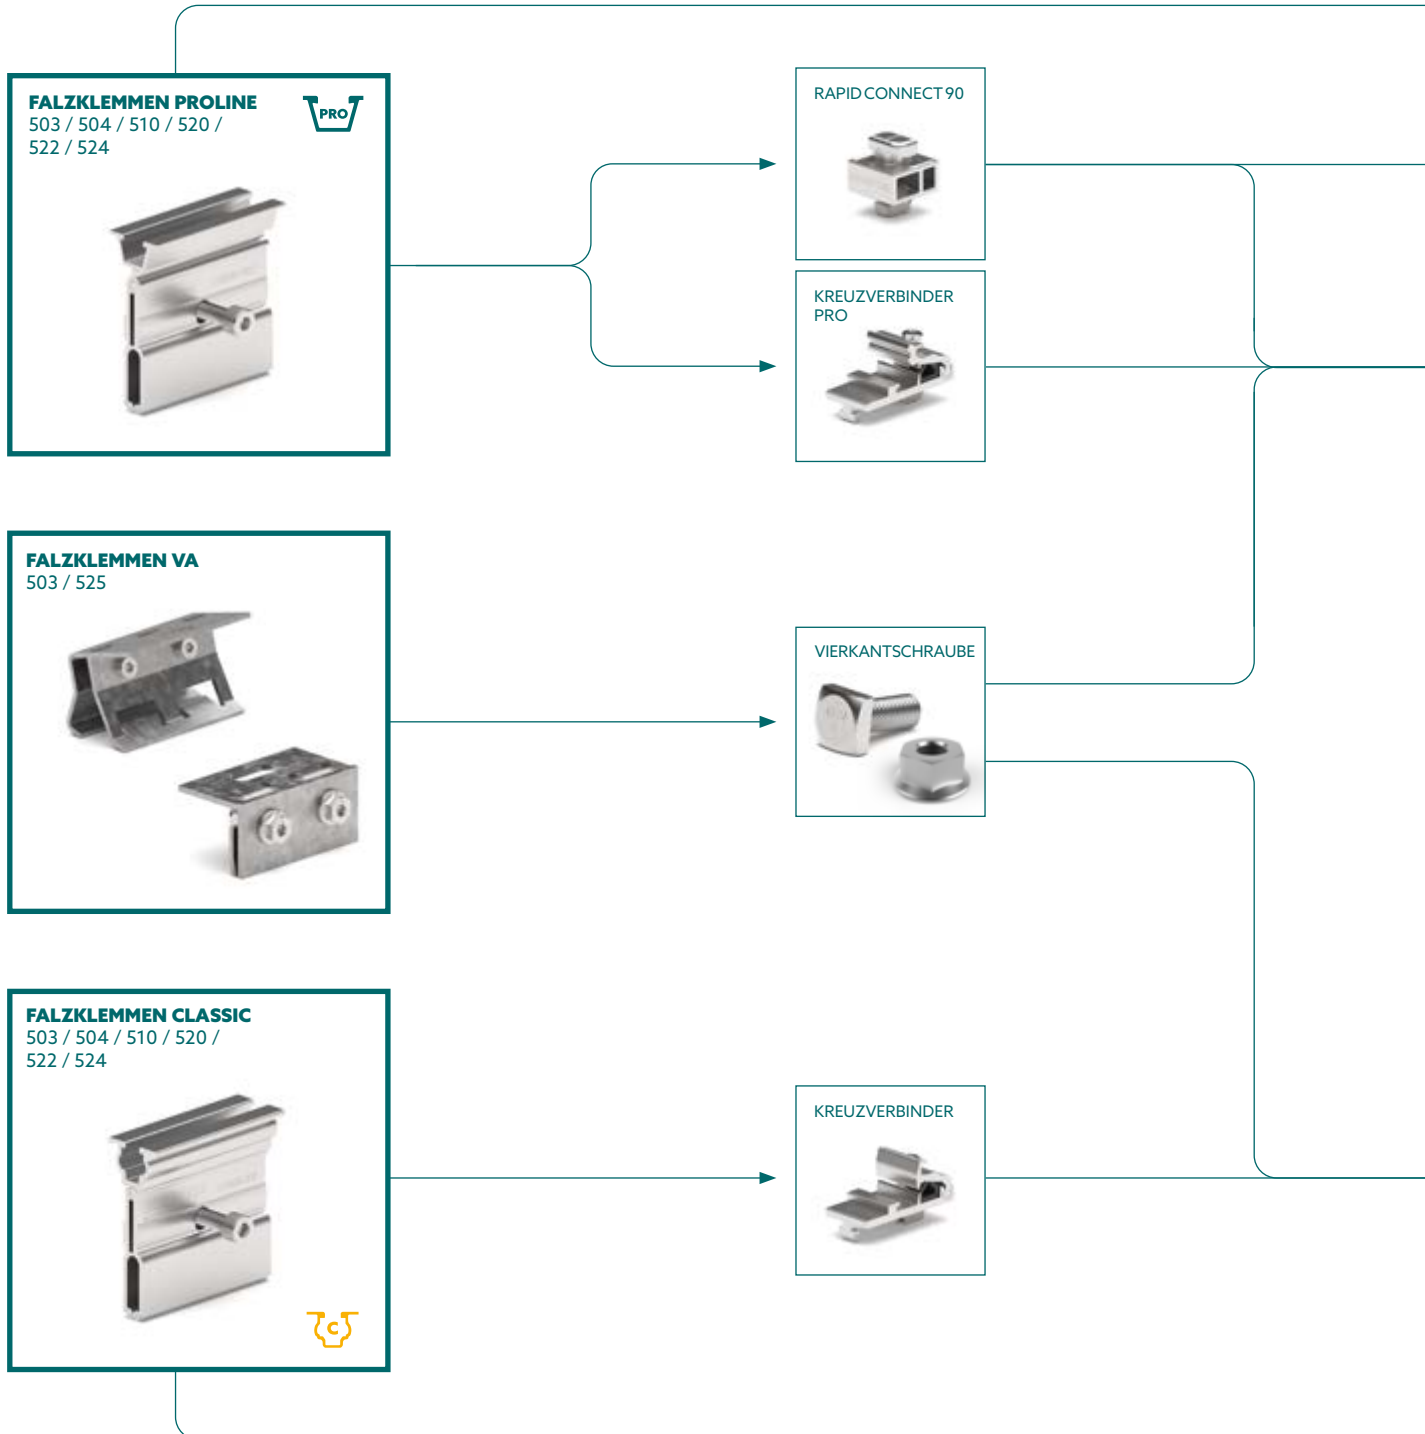 FALZKLEMMEN PROLINE
503 / 504 / 510 / 520 /
522 / 524
PRO
RAPID CONNECT 90
KREUZVERBINDER
PRO
FALZKLEMMEN VA
503 / 525
VIERKANTSCHRAUBE
FALZKLEMMEN CLASSIC
503 / 504 / 510 / 520 /
522 / 524
C
KREUZVERBINDER